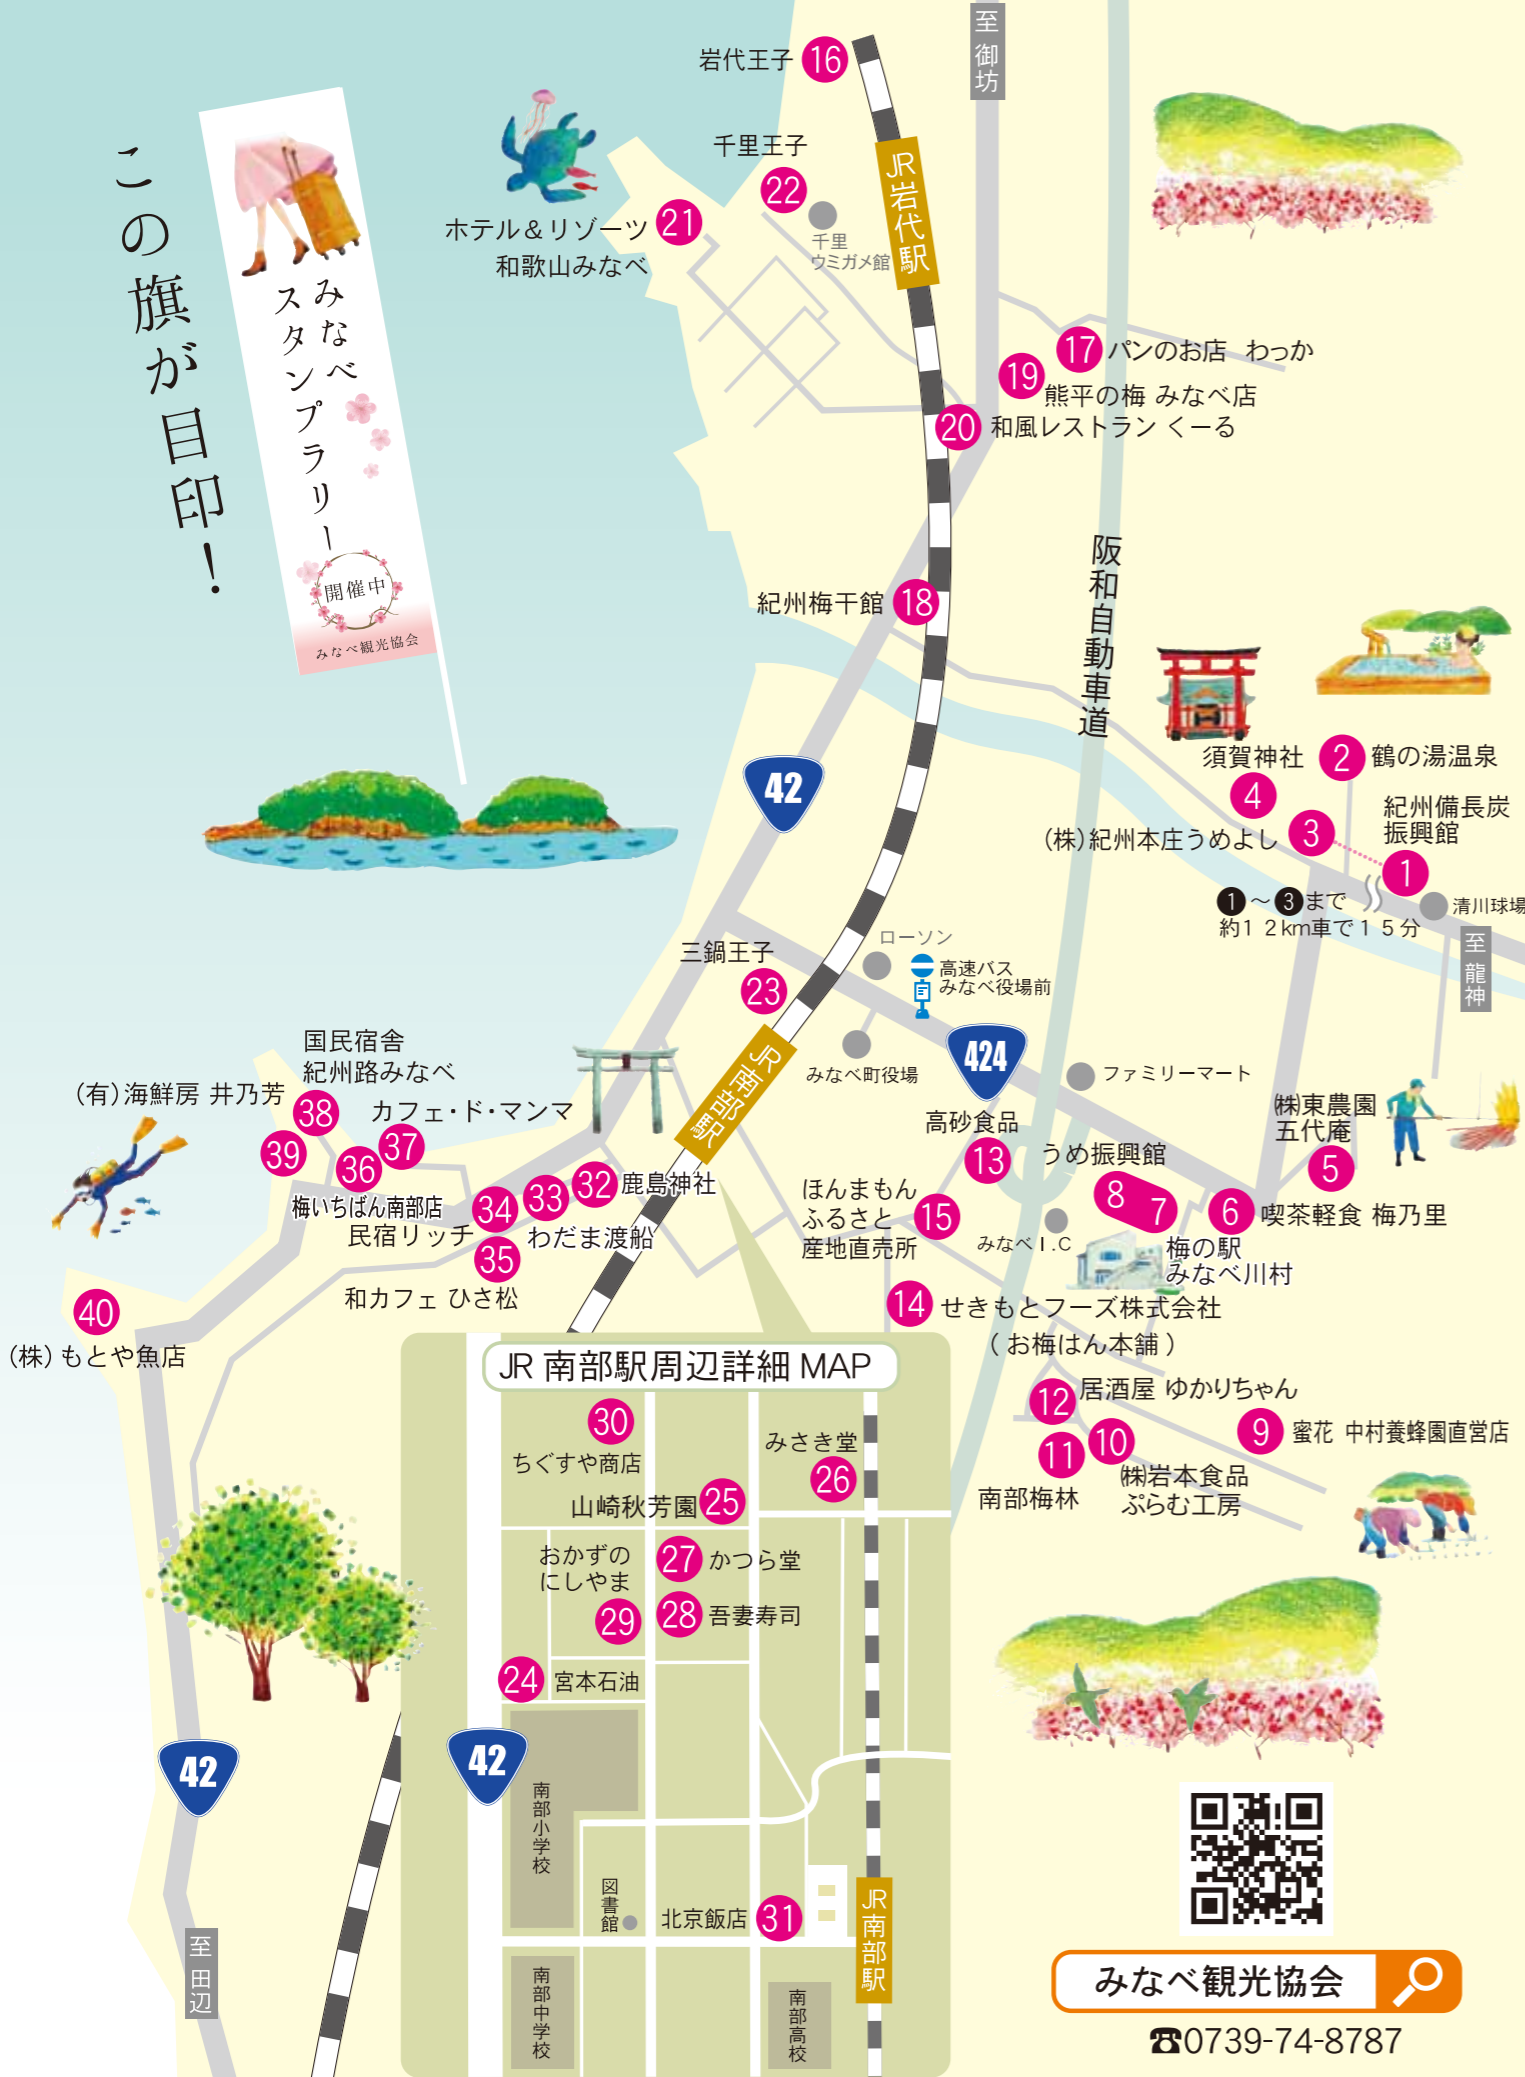 至 御坊
岩代王子 16
JR岩代駅
千里王子
22
千里
ウミガメ館
ホテル＆リゾーツ 21
和歌山みなべ
この旗が目印！
みなべ
スタンプラリー
開催中
みなべ観光協会
17 パンのお店 わっか
19
熊平の梅 みなべ店
20 和風レストラン くーる
阪和自動車道
紀州梅干館 18
42
須賀神社
4
2 鶴の湯温泉
紀州備長炭
振興館
1
(株)紀州本庄うめよし 3
1～3まで
約12km車で15分
清川球場
至 龍神
三鍋王子
23
ローソン
高速バス
みなべ役場前
みなべ町役場
424
ファミリーマート
JR南部駅
国民宿舎
紀州路みなべ
38
(有)海鮮房 井乃芳
39
カフェ・ド・マンマ
37
36
梅いちばん南部店
34
民宿リッチ
33
わだま渡船
32 鹿島神社
35
和カフェ ひさ松
40
(株)もとや魚店
高砂食品
13
うめ振興館
8 7
梅の駅
みなべ川村
6 喫茶軽食 梅乃里
㈱東農園
五代庵
5
ほんまもん
ふるさと
産地直売所
15
みなべI.C
14 せきもとフーズ株式会社
(お梅はん本舗)
12 居酒屋 ゆかりちゃん
11
南部梅林
10
㈱岩本食品
ぷらむ工房
9 蜜花 中村養蜂園直営店
JR 南部駅周辺詳細 MAP
30
ちぐすや商店
みさき堂
26
山崎秋芳園 25
おかずの
にしやま
29
27 かつら堂
28 吾妻寿司
24 宮本石油
42
42
南部小学校
図書館
北京飯店 31
JR南部駅
南部中学校
南部高校
至 田辺
みなべ観光協会
☎0739-74-8787